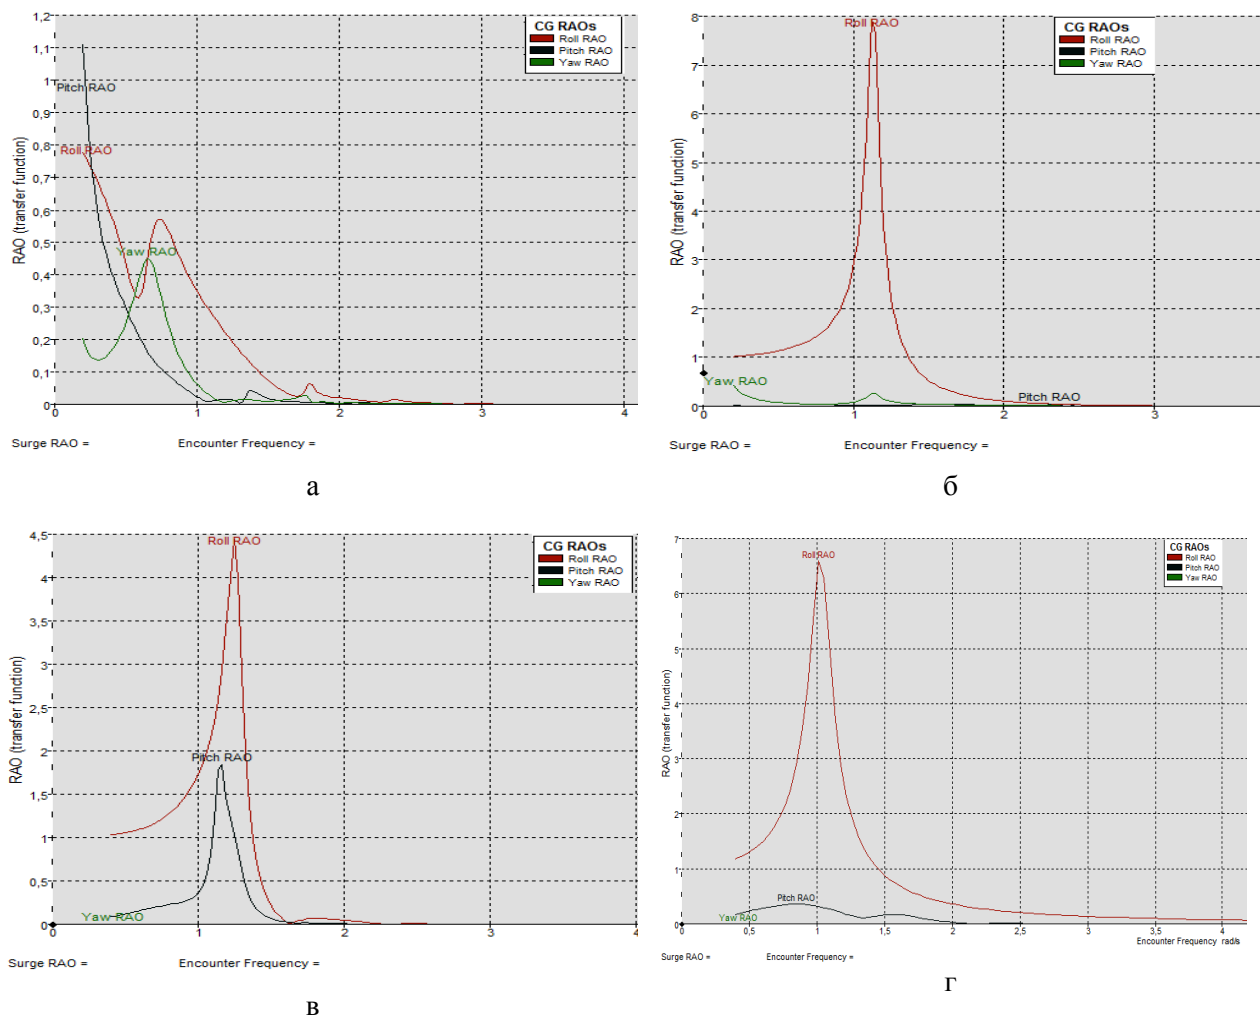 1,2
1,1
1
0,9
0,8
0,7
0,6
0,5
0,4
0,3
0,2
0,1
0
1
2
3
4
RAO (transfer function)
CG RAOs
Roll RAO
Pitch RAO
Yaw RAO
Pitch RAO
Roll RAO
Yaw RAO
Surge RAO =
Encounter Frequency =
а
8
7
6
5
4
3
2
1
0
0
1
2
3
RAO (transfer function)
Roll RAO
CG RAOs
Roll RAO
Pitch RAO
Yaw RAO
Yaw RAO
Pitch RAO
Surge RAO =
Encounter Frequency =
б
4,5
4
3,5
3
2,5
2
1,5
1
0,5
0
0
1
2
3
4
RAO (transfer function)
Roll RAO
CG RAOs
Roll RAO
Pitch RAO
Yaw RAO
Pitch RAO
Yaw RAO
Surge RAO =
Encounter Frequency =
в
7
6
5
4
3
2
1
0
0
0,5
1
1,5
2
2,5
3
3,5
4
RAO (transfer function)
Roll RAO
CG RAOs
Roll RAO
Pitch RAO
Yaw RAO
Pitch RAO
Yaw RAO
Encounter Frequency rad/s
Surge RAO =
Encounter Frequency =
г